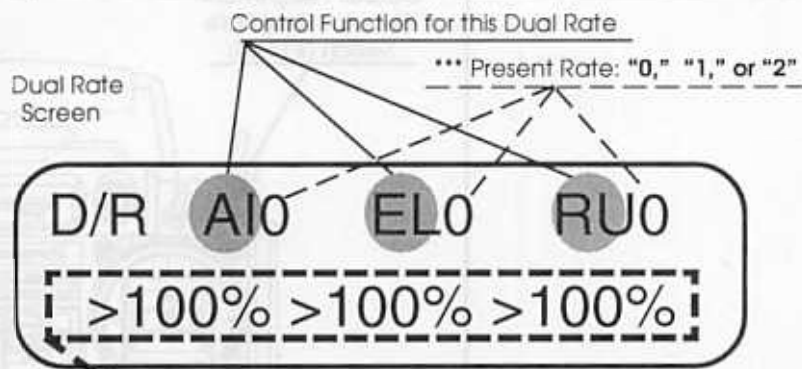 Control Function for this Dual Rate
*** Present Rate: "0," "1," or "2"
Dual Rate
Screen
D/R AI0 EL0 RU0
>100% >100% >100%